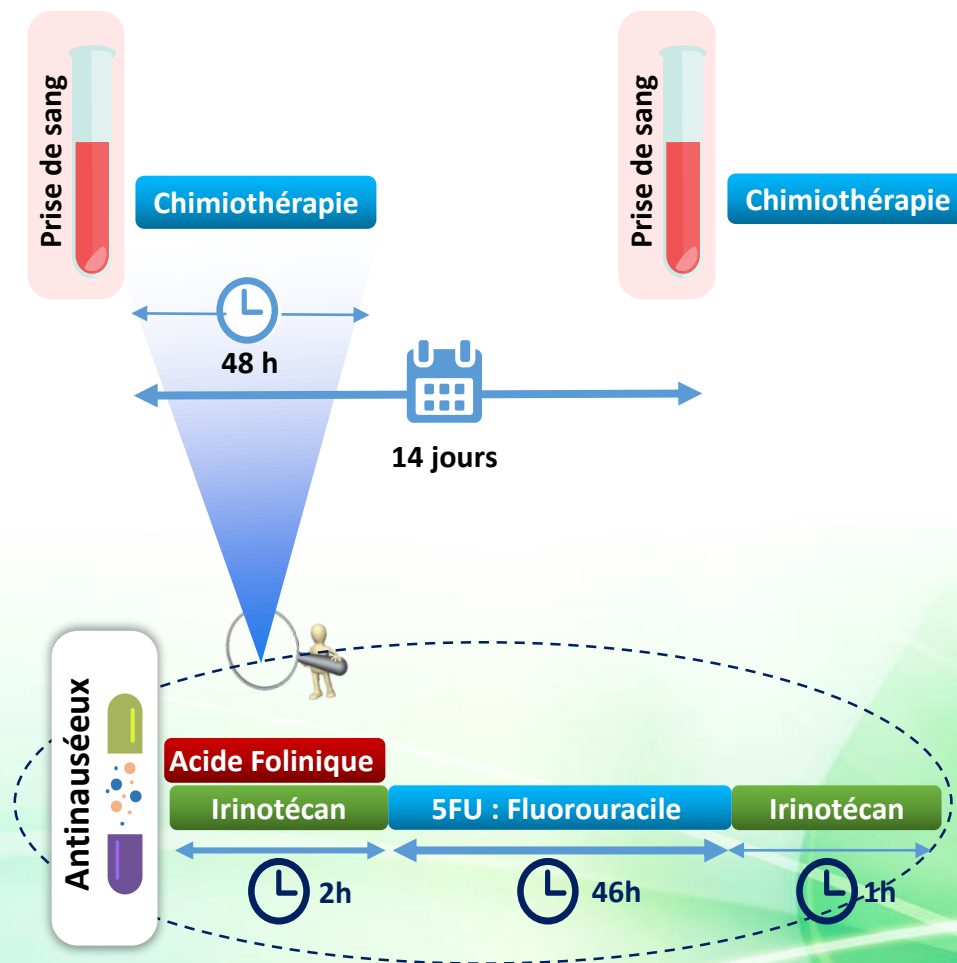 Prise de sang
Chimiothérapie
48 h
14 jours
Prise de sang
Chimiothérapie
Antinauséeux
Acide Folinique
Irinotécan
5FU : Fluorouracile
Irinotécan
2h
46h
1h